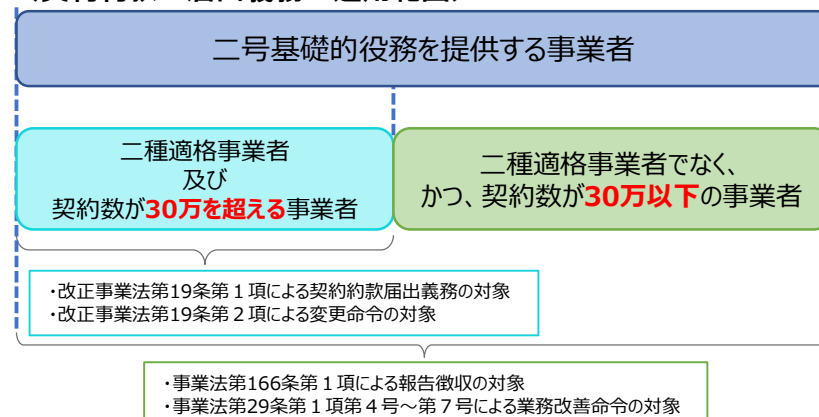 二号基礎的役務を提供する事業者
二種適格事業者
及び
契約数が30万を超える事業者
二種適格事業者でなく、
かつ、契約数が30万以下の事業者
・改正事業法第19条第１項による契約約款届出義務の対象
・改正事業法第19条第２項による変更命令の対象
・事業法第166条第１項による報告徴収の対象
・事業法第29条第１項第４号～第７号による業務改善命令の対象